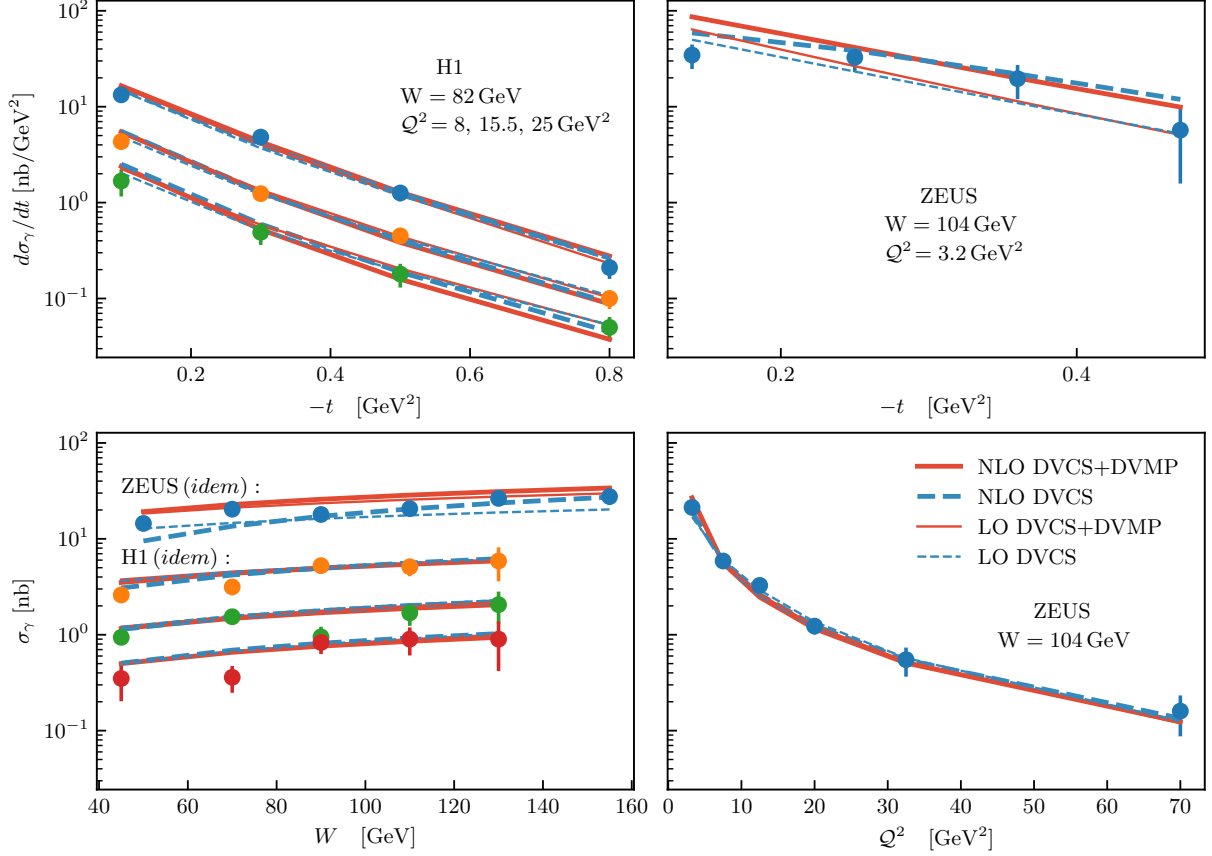 10²
10¹
10⁰
10⁻¹
dσ_γ/dt [nb/GeV²]
H1
W = 82 GeV
𝒬² = 8, 15.5, 25 GeV²
0.2
0.4
0.6
0.8
−t [GeV²]
ZEUS
W = 104 GeV
𝒬² = 3.2 GeV²
0.2
0.4
−t [GeV²]
10²
10¹
10⁰
10⁻¹
σ_γ [nb]
ZEUS (idem) :
H1 (idem) :
40
60
80
100
120
140
160
W [GeV]
NLO DVCS+DVMP
NLO DVCS
LO DVCS+DVMP
LO DVCS
ZEUS
W = 104 GeV
0
10
20
30
40
50
60
70
𝒬² [GeV²]